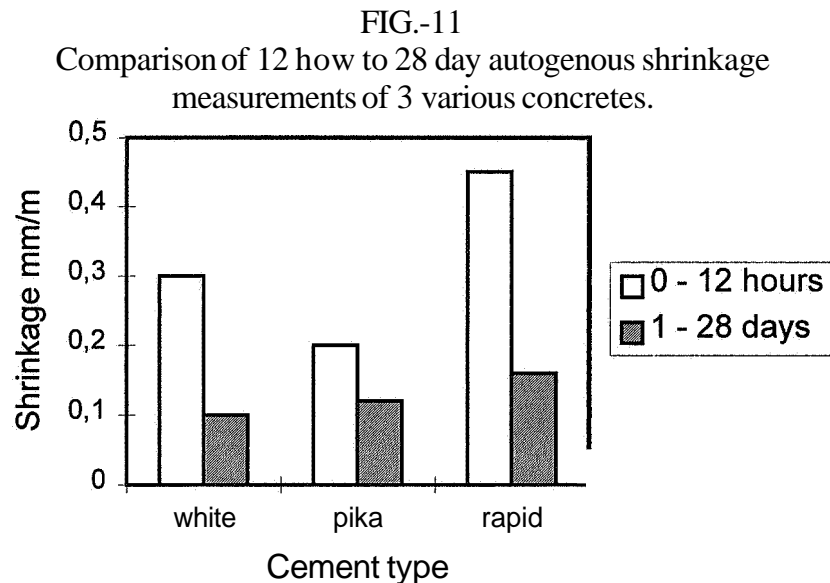 FIG.-11
Comparison of 12 how to 28 day autogenous shrinkage
measurements of 3 various concretes.
0,5
0,4
0,3
0,2
0,1
0
Shrinkage mm/m
white pika rapid
Cement type
0 - 12 hours
1 - 28 days